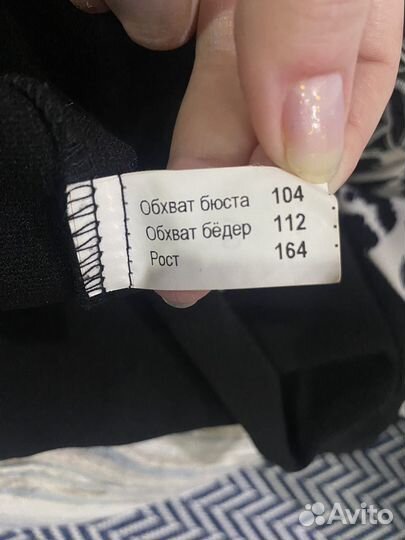 Обхват бюста 104
Обхват бёдер 112
Рост 164
Avito